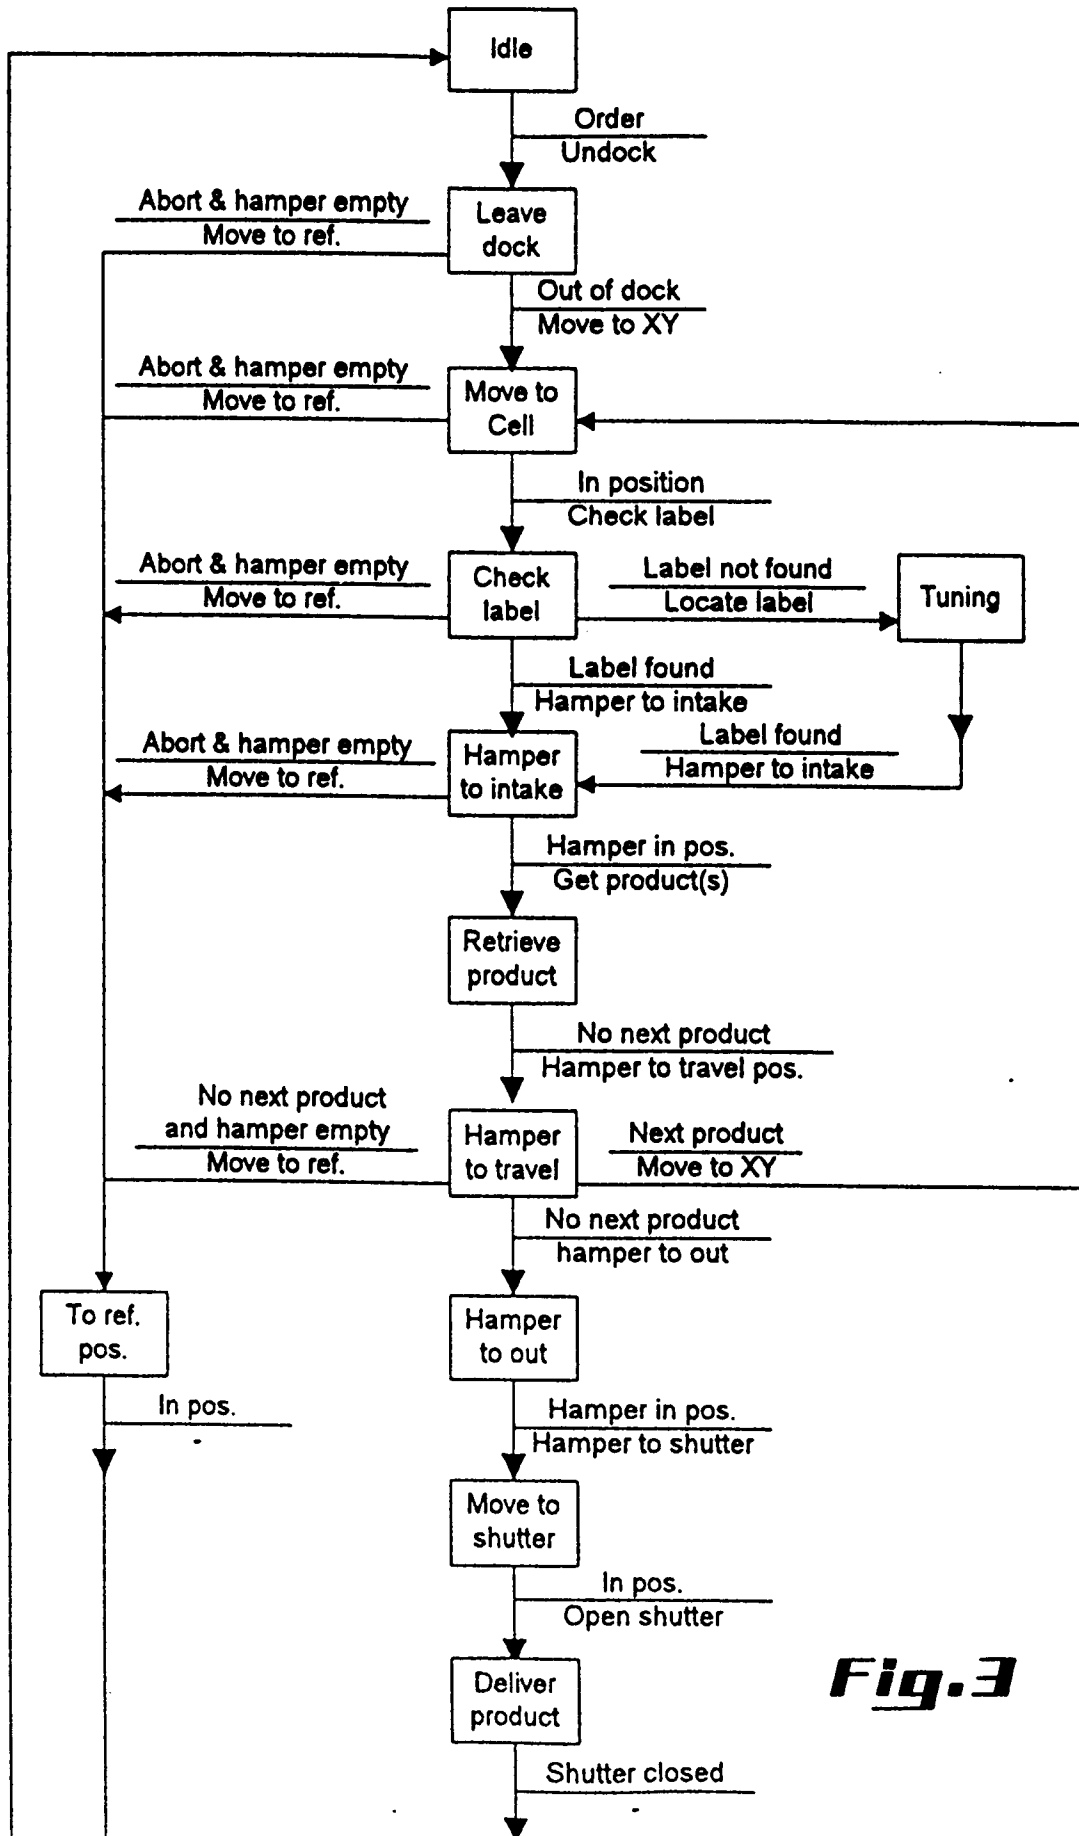 Idle
Order
Undock
Abort & hamper empty
Move to ref.
Leave
dock
Out of dock
Move to XY
Abort & hamper empty
Move to ref.
Move to
Cell
In position
Check label
Abort & hamper empty
Move to ref.
Check
label
Label not found
Locate label
Tuning
Label found
Hamper to intake
Abort & hamper empty
Move to ref.
Hamper
to intake
Label found
Hamper to intake
Hamper in pos.
Get product(s)
Retrieve
product
No next product
Hamper to travel pos.
No next product
and hamper empty
Move to ref.
Hamper
to travel
Next product
Move to XY
No next product
hamper to out
To ref.
pos.
Hamper
to out
In pos.
Hamper in pos.
Hamper to shutter
Move to
shutter
In pos.
Open shutter
Deliver
product
Fig.3
Shutter closed